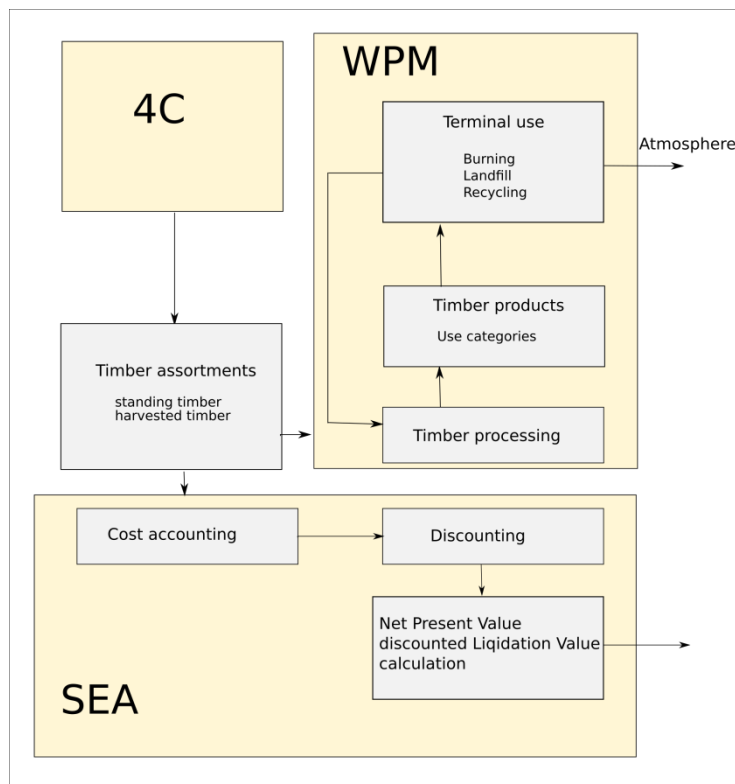 4C
WPM
Terminal use
Burning
Landfill
Recycling
Atmosphere
Timber products
Use categories
Timber assortments
standing timber
harvested timber
Timber processing
Cost accounting
Discounting
Net Present Value
discounted Liqidation Value
calculation
SEA